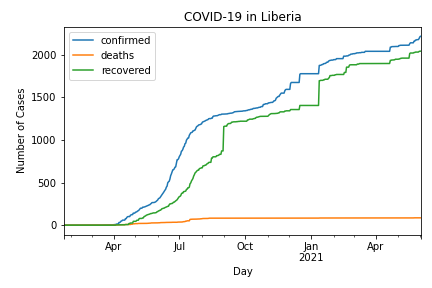 COVID-19 in Liberia
confirmed
deaths
recovered
Number of Cases
2000
1500
1000
500
0
Apr Jul Oct Jan Apr
2021
Day